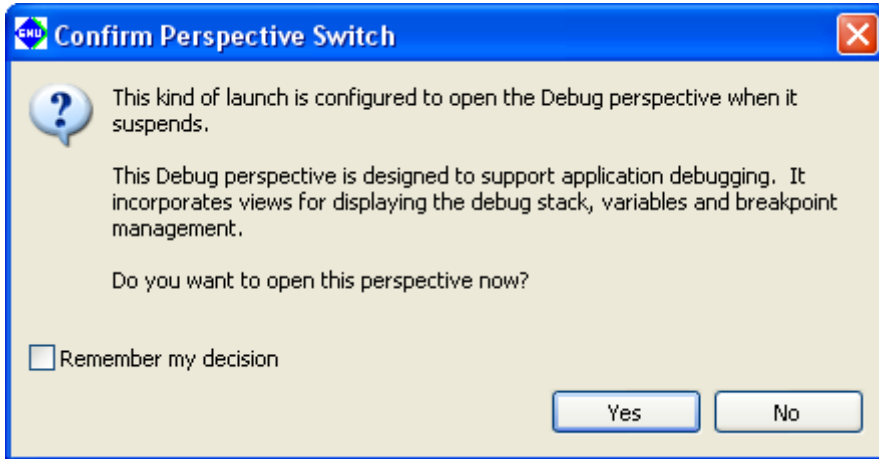 GNU Confirm Perspective Switch
This kind of launch is configured to open the Debug perspective when it
suspends.
This Debug perspective is designed to support application debugging. It
incorporates views for displaying the debug stack, variables and breakpoint
management.
Do you want to open this perspective now?
Remember my decision
Yes No